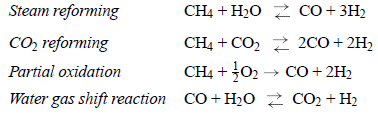 Steam reforming CH4 + H2O ⇄ CO + 3H2
CO2 reforming CH4 + CO2 ⇄ 2CO + 2H2
Partial oxidation CH4 + ½O2 → CO + 2H2
Water gas shift reaction CO + H2O ⇄ CO2 + H2